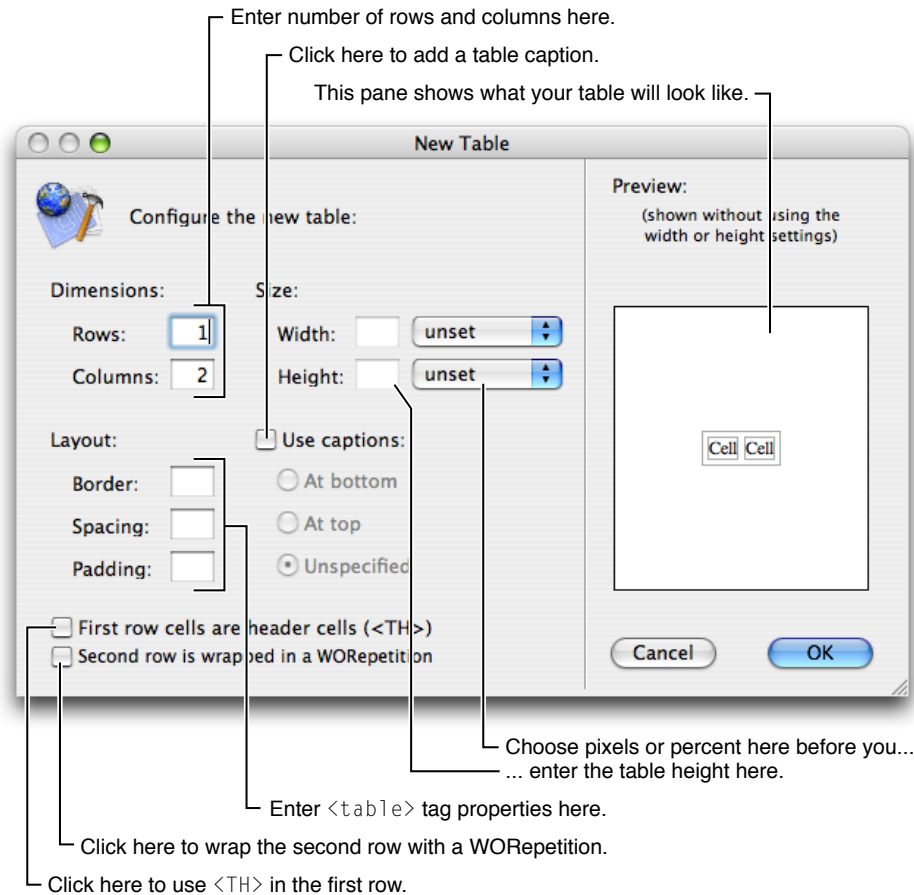 Enter number of rows and columns here.
Click here to add a table caption.
This pane shows what your table will look like.
New Table
Configure the new table:
Preview:
(shown without using the
width or height settings)
Dimensions:
Size:
Rows: 1
Width: unset
Columns: 2
Height: unset
Cell Cell
Layout:
Use captions:
Border:
At bottom
Spacing:
At top
Padding:
Unspecified
First row cells are header cells (<TH>)
Second row is wrapped in a WORepetition
Cancel
OK
Choose pixels or percent here before you...
... enter the table height here.
Enter <table> tag properties here.
Click here to wrap the second row with a WORepetition.
Click here to use <TH> in the first row.